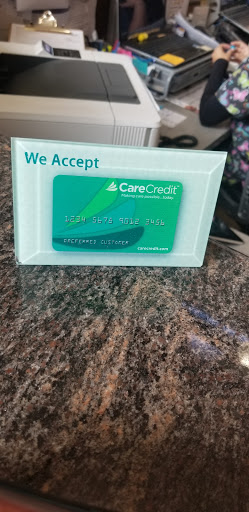 We Accept
CareCredit
Making care possible...today.
1234 5678 9012 3456
PREFERRED CUSTOMER
carecredit.com